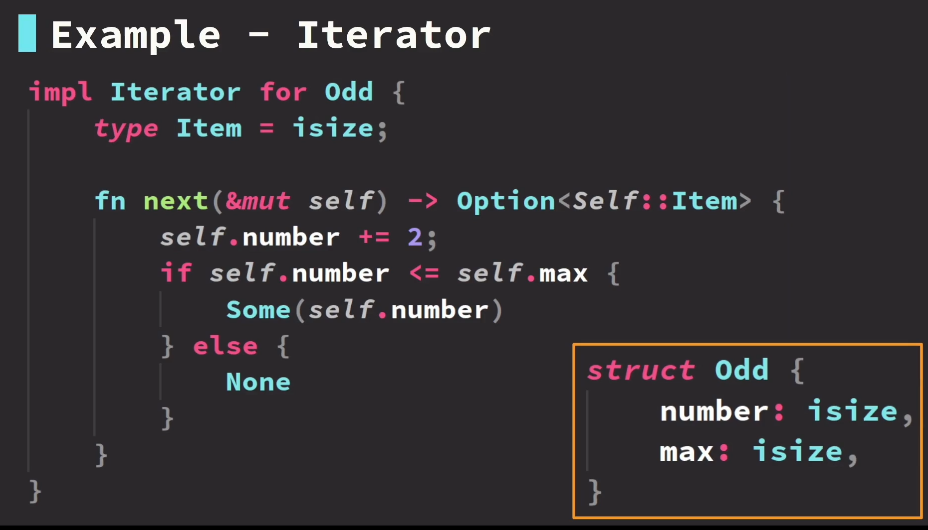 Example - Iterator
impl Iterator for Odd {
    type Item = isize;

    fn next(&mut self) -> Option<Self::Item> {
        self.number += 2;
        if self.number <= self.max {
            Some(self.number)
        } else {
            None
        }
    }
}
struct Odd {
    number: isize,
    max: isize,
}